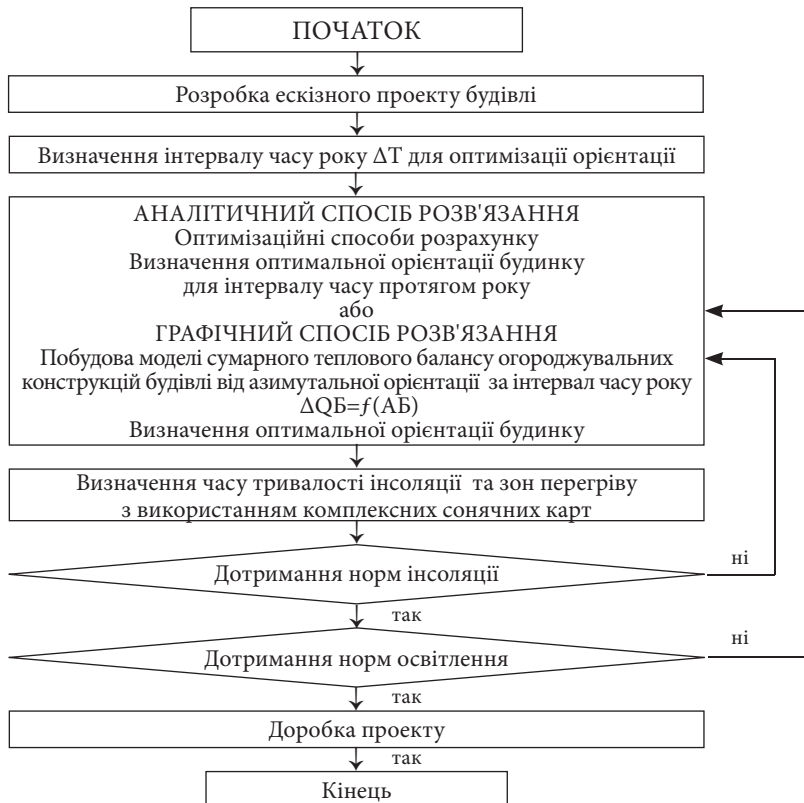 ПОЧАТОК
Розробка ескізного проекту будівлі
Визначення інтервалу часу року ΔТ для оптимізації орієнтації
АНАЛІТИЧНИЙ СПОСІБ РОЗВ'ЯЗАННЯ
Оптимізаційні способи розрахунку
Визначення оптимальної орієнтації будинку
для інтервалу часу протягом року
або
ГРАФІЧНИЙ СПОСІБ РОЗВ'ЯЗАННЯ
Побудова моделі сумарного теплового балансу огороджувальних
конструкцій будівлі від азимутальної орієнтації за інтервал часу року
ΔQБ=f(АБ)
Визначення оптимальної орієнтації будинку
Визначення часу тривалості інсоляції та зон перегріву
з використанням комплексних сонячних карт
Дотримання норм інсоляції
ні
так
Дотримання норм освітлення
ні
так
Доробка проекту
так
Кінець